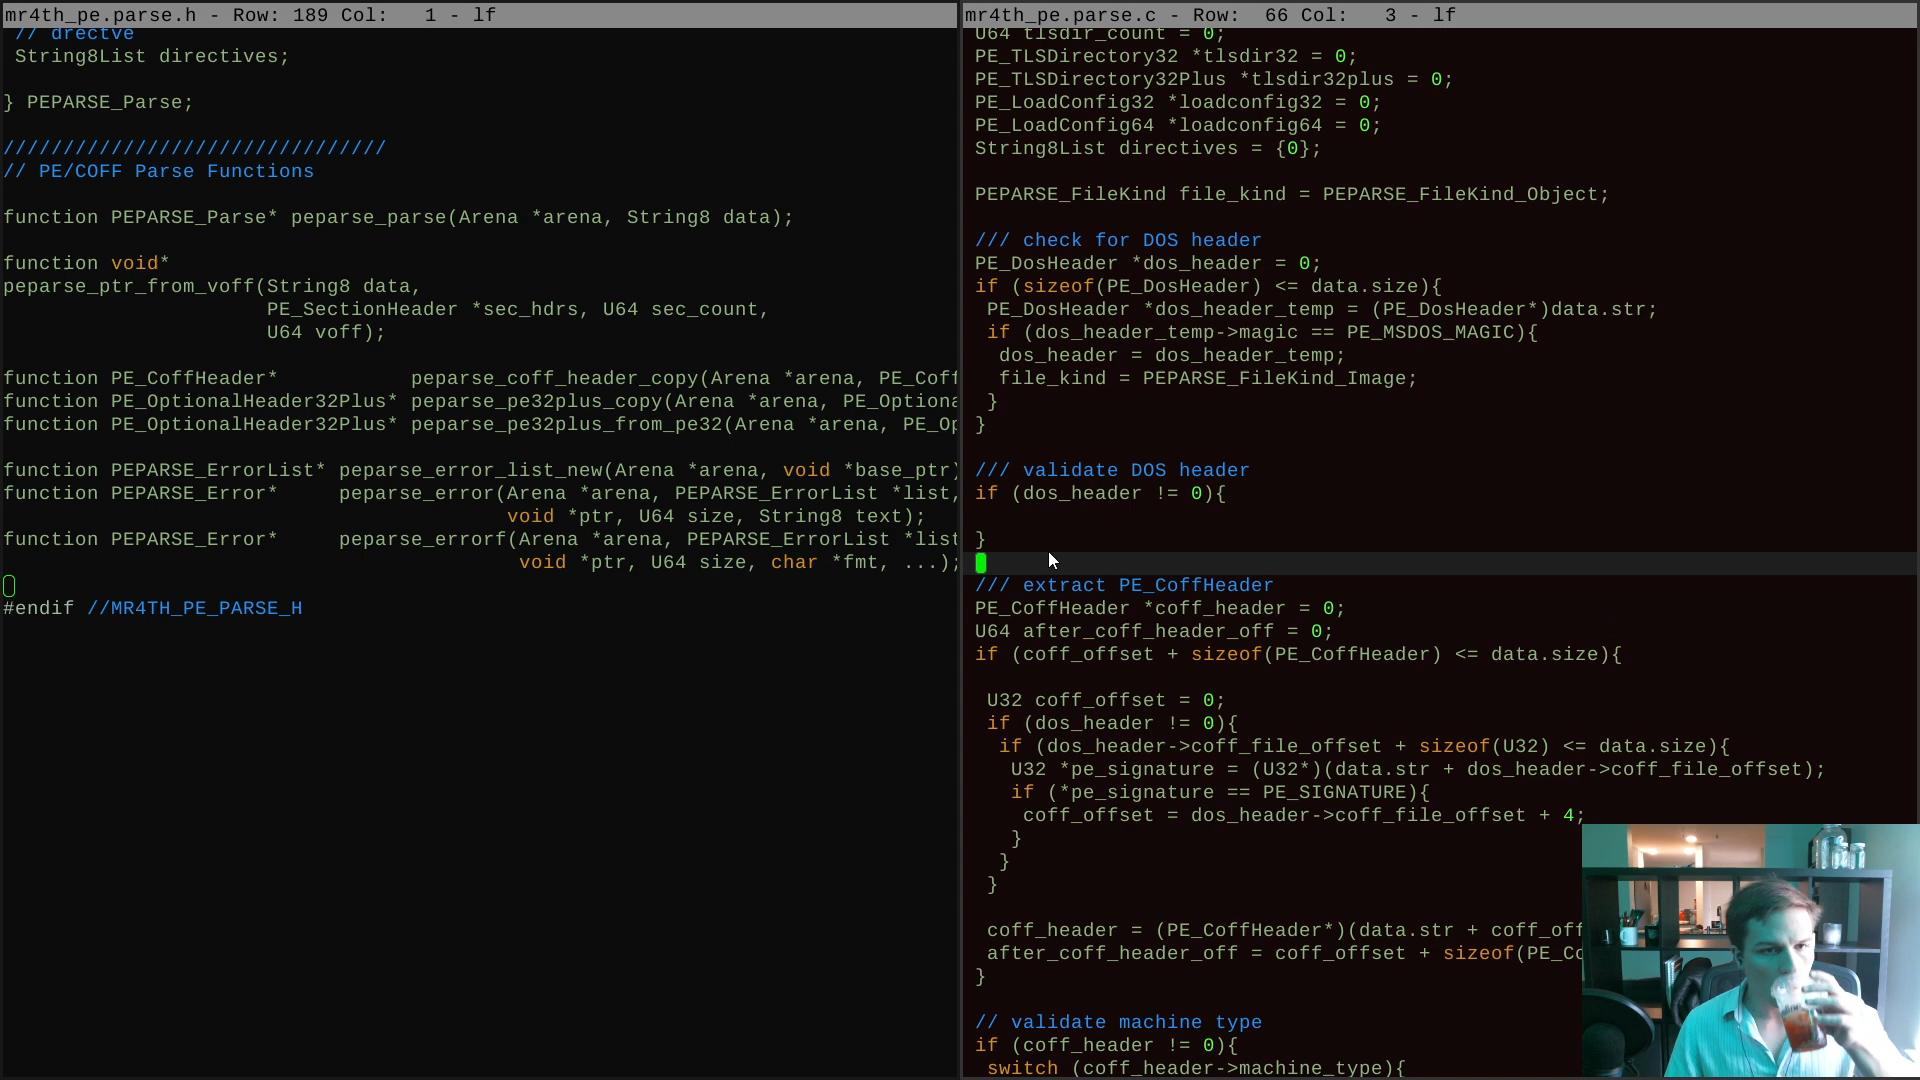 mr4th_pe.parse.h - Row: 189 Col:   1 - lf
// drectve
String8List directives;
} PEPARSE_Parse;
////////////////////////////////
// PE/COFF Parse Functions
function PEPARSE_Parse* peparse_parse(Arena *arena, String8 data);
function void*
peparse_ptr_from_voff(String8 data,
PE_SectionHeader *sec_hdrs, U64 sec_count,
U64 voff);
function PE_CoffHeader*           peparse_coff_header_copy(Arena *arena, PE_Coff
function PE_OptionalHeader32Plus* peparse_pe32plus_copy(Arena *arena, PE_Optiona
function PE_OptionalHeader32Plus* peparse_pe32plus_from_pe32(Arena *arena, PE_Op
function PEPARSE_ErrorList* peparse_error_list_new(Arena *arena, void *base_ptr)
function PEPARSE_Error*     peparse_error(Arena *arena, PEPARSE_ErrorList *list,
void *ptr, U64 size, String8 text);
function PEPARSE_Error*     peparse_errorf(Arena *arena, PEPARSE_ErrorList *list
void *ptr, U64 size, char *fmt, ...);
#endif //MR4TH_PE_PARSE_H
mr4th_pe.parse.c - Row:  66 Col:   3 - lf
U64 tlsdir_count = 0;
PE_TLSDirectory32 *tlsdir32 = 0;
PE_TLSDirectory32Plus *tlsdir32plus = 0;
PE_LoadConfig32 *loadconfig32 = 0;
PE_LoadConfig64 *loadconfig64 = 0;
String8List directives = {0};
PEPARSE_FileKind file_kind = PEPARSE_FileKind_Object;
/// check for DOS header
PE_DosHeader *dos_header = 0;
if (sizeof(PE_DosHeader) <= data.size){
PE_DosHeader *dos_header_temp = (PE_DosHeader*)data.str;
if (dos_header_temp->magic == PE_MSDOS_MAGIC){
dos_header = dos_header_temp;
file_kind = PEPARSE_FileKind_Image;
}
}
/// validate DOS header
if (dos_header != 0){
}
/// extract PE_CoffHeader
PE_CoffHeader *coff_header = 0;
U64 after_coff_header_off = 0;
if (coff_offset + sizeof(PE_CoffHeader) <= data.size){
U32 coff_offset = 0;
if (dos_header != 0){
if (dos_header->coff_file_offset + sizeof(U32) <= data.size){
U32 *pe_signature = (U32*)(data.str + dos_header->coff_file_offset);
if (*pe_signature == PE_SIGNATURE){
coff_offset = dos_header->coff_file_offset + 4;
}
}
}
coff_header = (PE_CoffHeader*)(data.str + coff_off
after_coff_header_off = coff_offset + sizeof(PE_Co
}
// validate machine type
if (coff_header != 0){
switch (coff_header->machine_type){